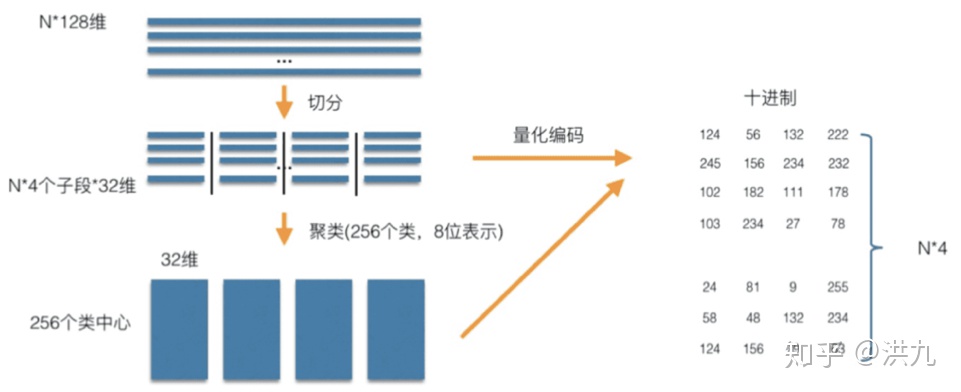 N*128维
...
切分
...
N*4个子段*32维
聚类(256个类，8位表示)
32维
256个类中心
量化编码
十进制
124 56 132 222
245 156 234 232
102 182 111 178
103 234 27 78
24 81 9 255
58 48 132 234
124 156
N*4
知乎 @洪九